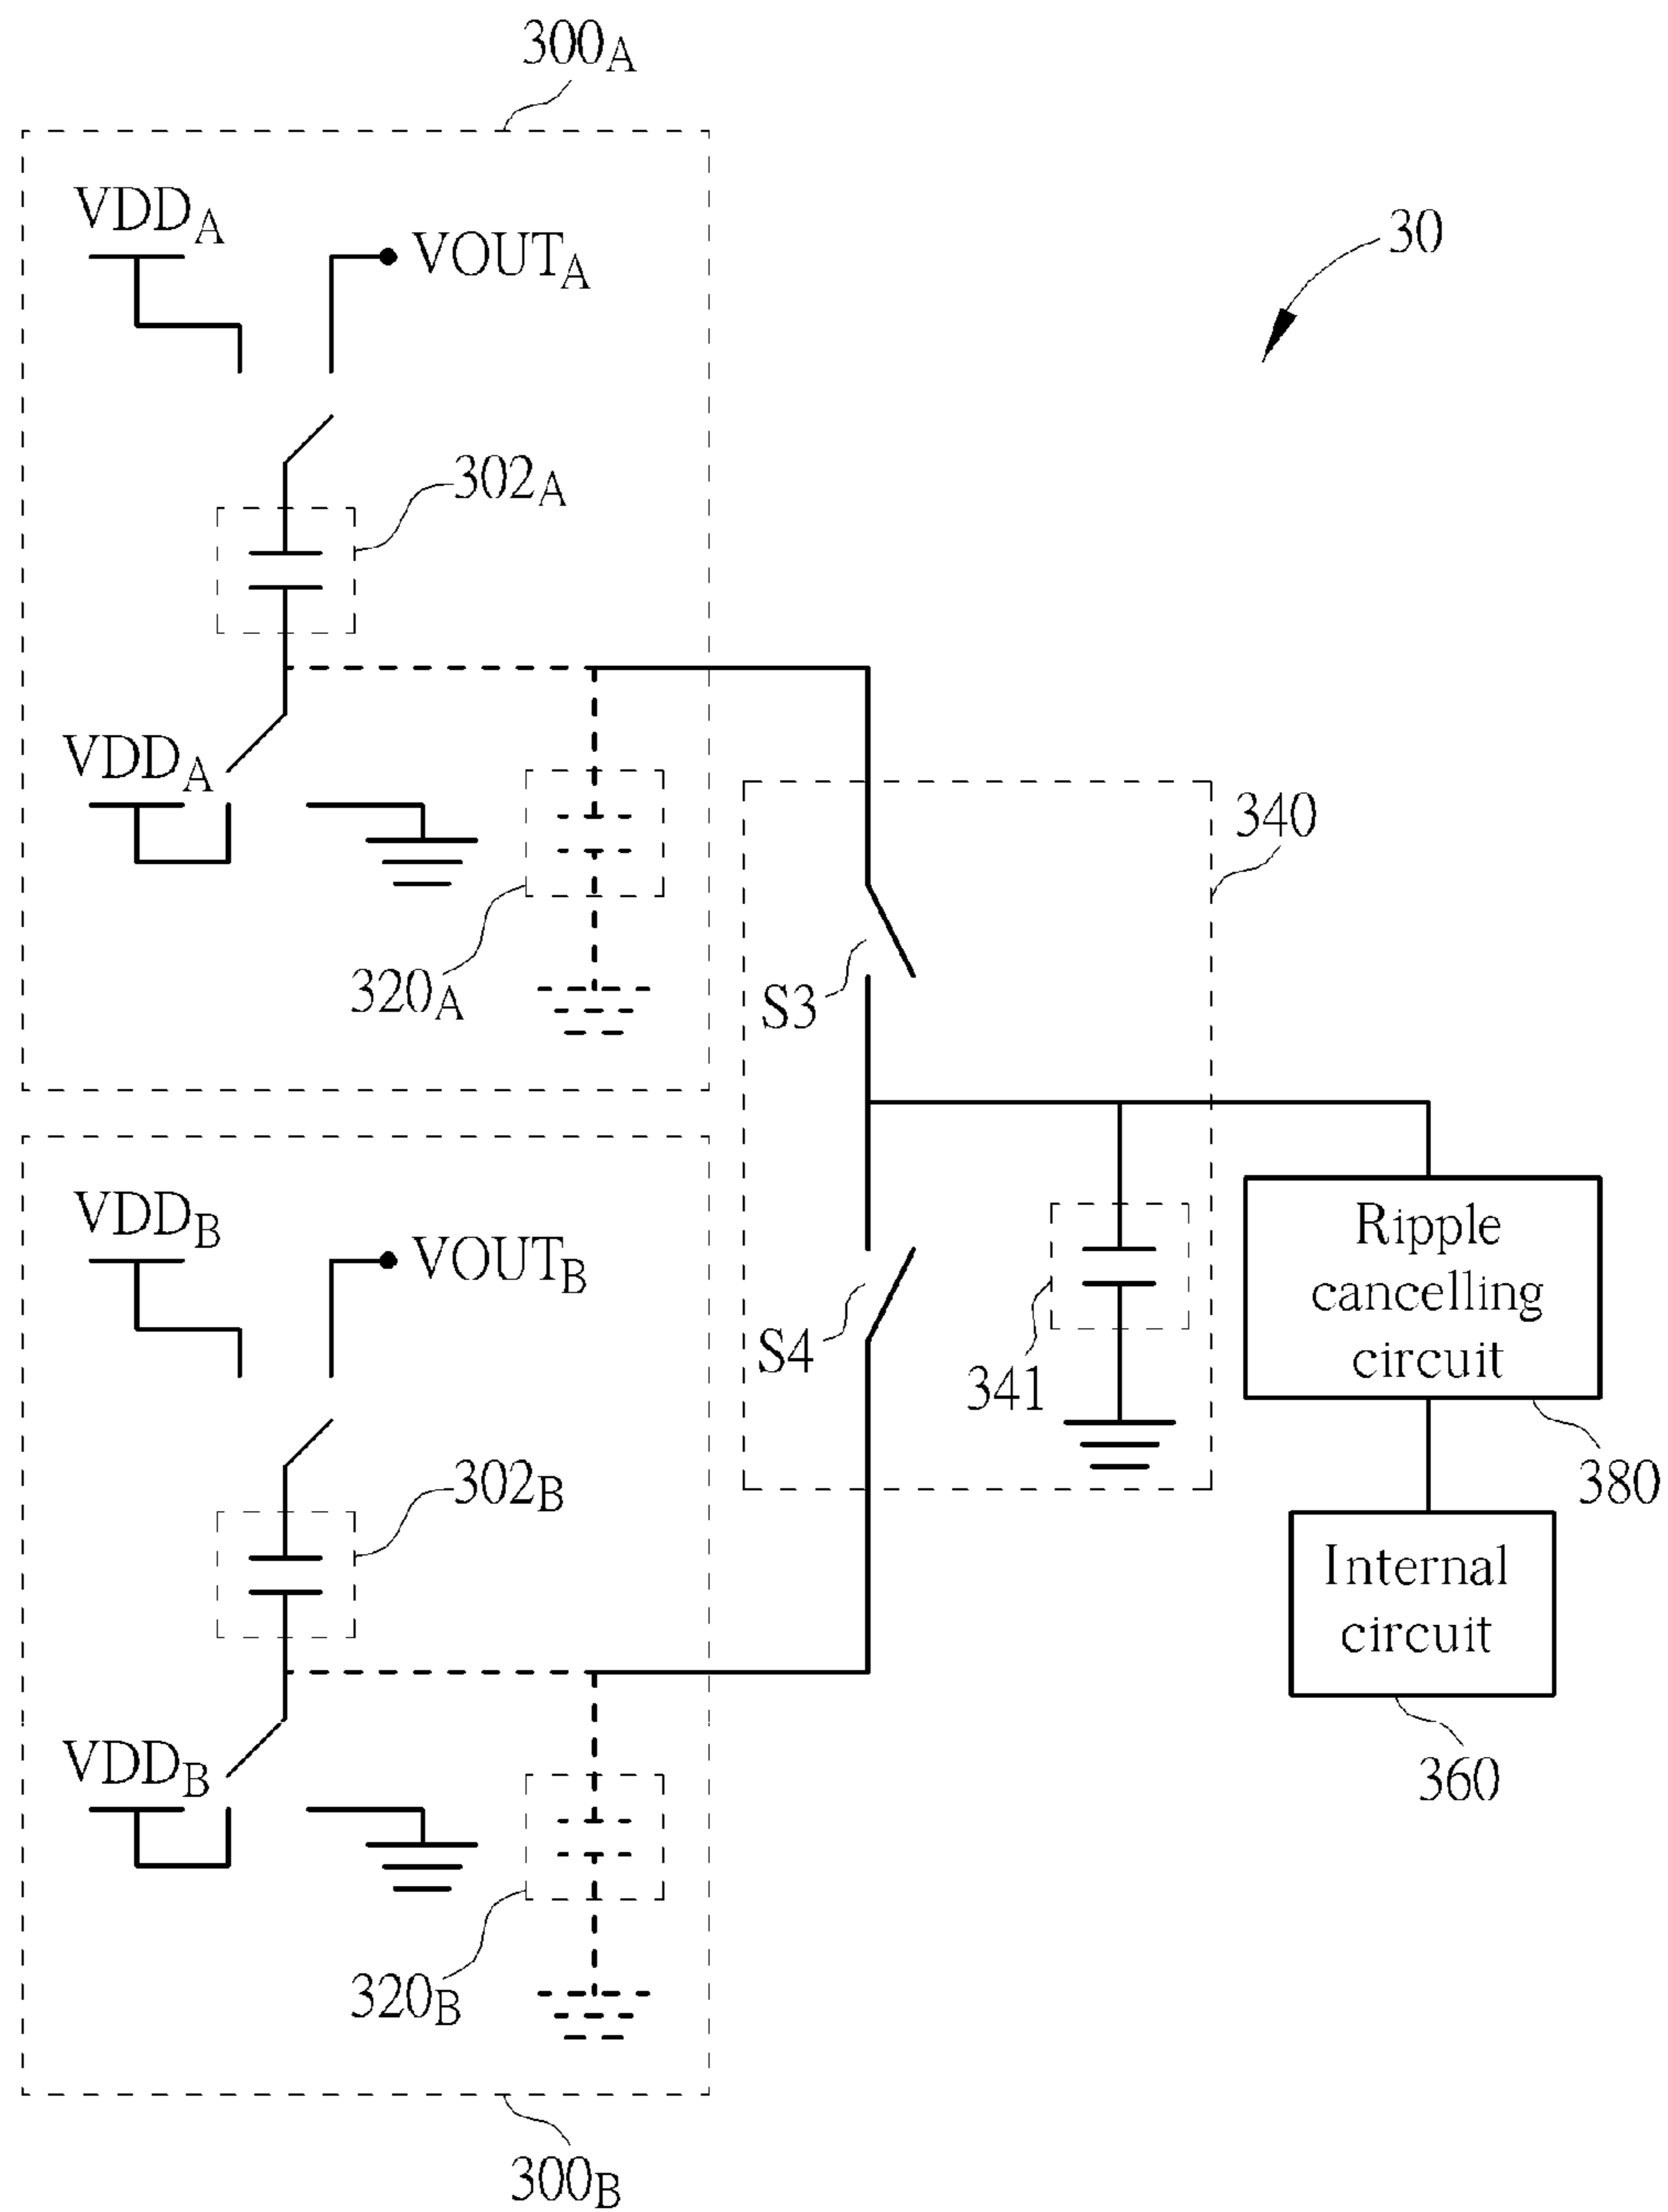 300A
30
VDDA
VOUTA
302A
VDDA
340
320A
S3
VDDB
VOUTB
Ripple
cancelling
circuit
S4
341
302B
380
Internal
circuit
VDDB
360
320B
300B